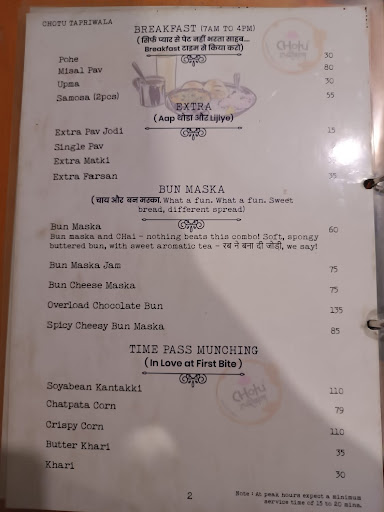 CHOTU TAPRIWALA
BREAKFAST (7AM TO 4PM)
(सिर्फ प्यार से पेट नहीं भरता साहब...
Breakfast टाइम से किया करो)
Pohe 30
Misal Pav 80
Upma 30
Samosa (2pcs) 55
EXTRA
(Aap थोडा और Lijiye)
Extra Pav Jodi 15
Single Pav
Extra Matki
Extra Farsan 35
BUN MASKA
(चाय और बन मस्का. What a fun. What a fun. Sweet
bread, different spread)
Bun Maska 60
Bun maska and CHai - nothing beats this combo! Soft, spongy
buttered bun, with sweet aromatic tea - रब ने बना दी जोड़ी, we say!
Bun Maska Jam 75
Bun Cheese Maska 75
Overload Chocolate Bun 135
Spicy Cheesy Bun Maska 85
TIME PASS MUNCHING
(In Love at First Bite)
CHOTU
Soyabean Kantakki 110
Chatpata Corn 79
Crispy Corn 110
Butter Khari 35
Khari 30
2
Note : At peak hours expect a minimum
service time of 15 to 20 mins.